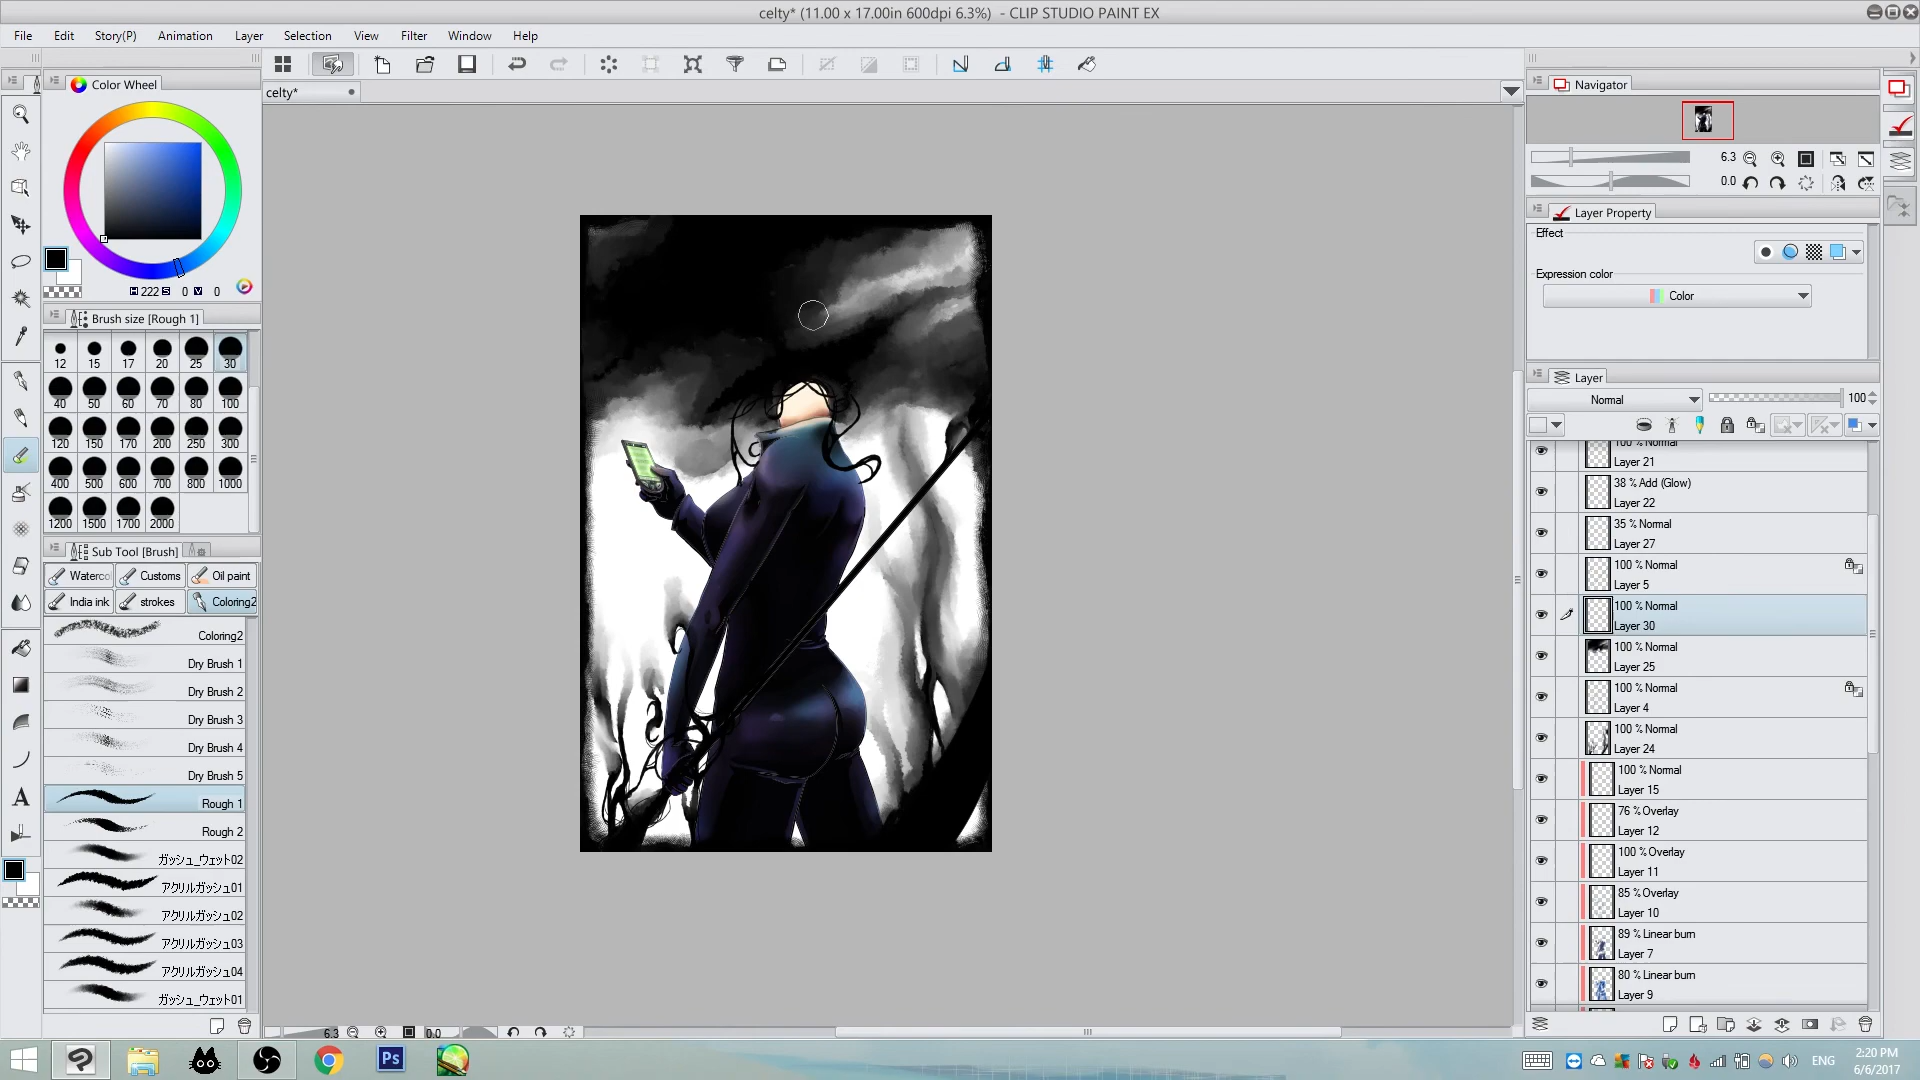 celty* (11.00 x 17.00in 600dpi 6.3%) - CLIP STUDIO PAINT EX
File Edit Story(P) Animation Layer Selection View Filter Window Help
celty*
Color Wheel
H 222 S 0 V 0
Brush size [Rough 1]
12 15 17 20 25 30
40 50 60 70 80 100
120 150 170 200 250 300
400 500 600 700 800 1000
1200 1500 1700 2000
Sub Tool [Brush]
Waterco Customs Oil paint
India ink strokes Coloring2
Coloring2
Dry Brush 1
Dry Brush 2
Dry Brush 3
Dry Brush 4
Dry Brush 5
Rough 1
Rough 2
ガッシュ_ウェット02
アクリルガッシュ01
アクリルガッシュ02
アクリルガッシュ03
アクリルガッシュ04
ガッシュ_ウェット01
6.3 0.0
Navigator
6.3
0.0
Layer Property
Effect
Expression color
Color
Layer
Normal 100
100 % Normal
Layer 21
38 % Add (Glow)
Layer 22
35 % Normal
Layer 27
100 % Normal
Layer 5
100 % Normal
Layer 30
100 % Normal
Layer 25
100 % Normal
Layer 4
100 % Normal
Layer 24
100 % Normal
Layer 15
76 % Overlay
Layer 12
100 % Overlay
Layer 11
85 % Overlay
Layer 10
89 % Linear burn
Layer 7
80 % Linear burn
Layer 9
Ps
ENG
2:20 PM
6/6/2017